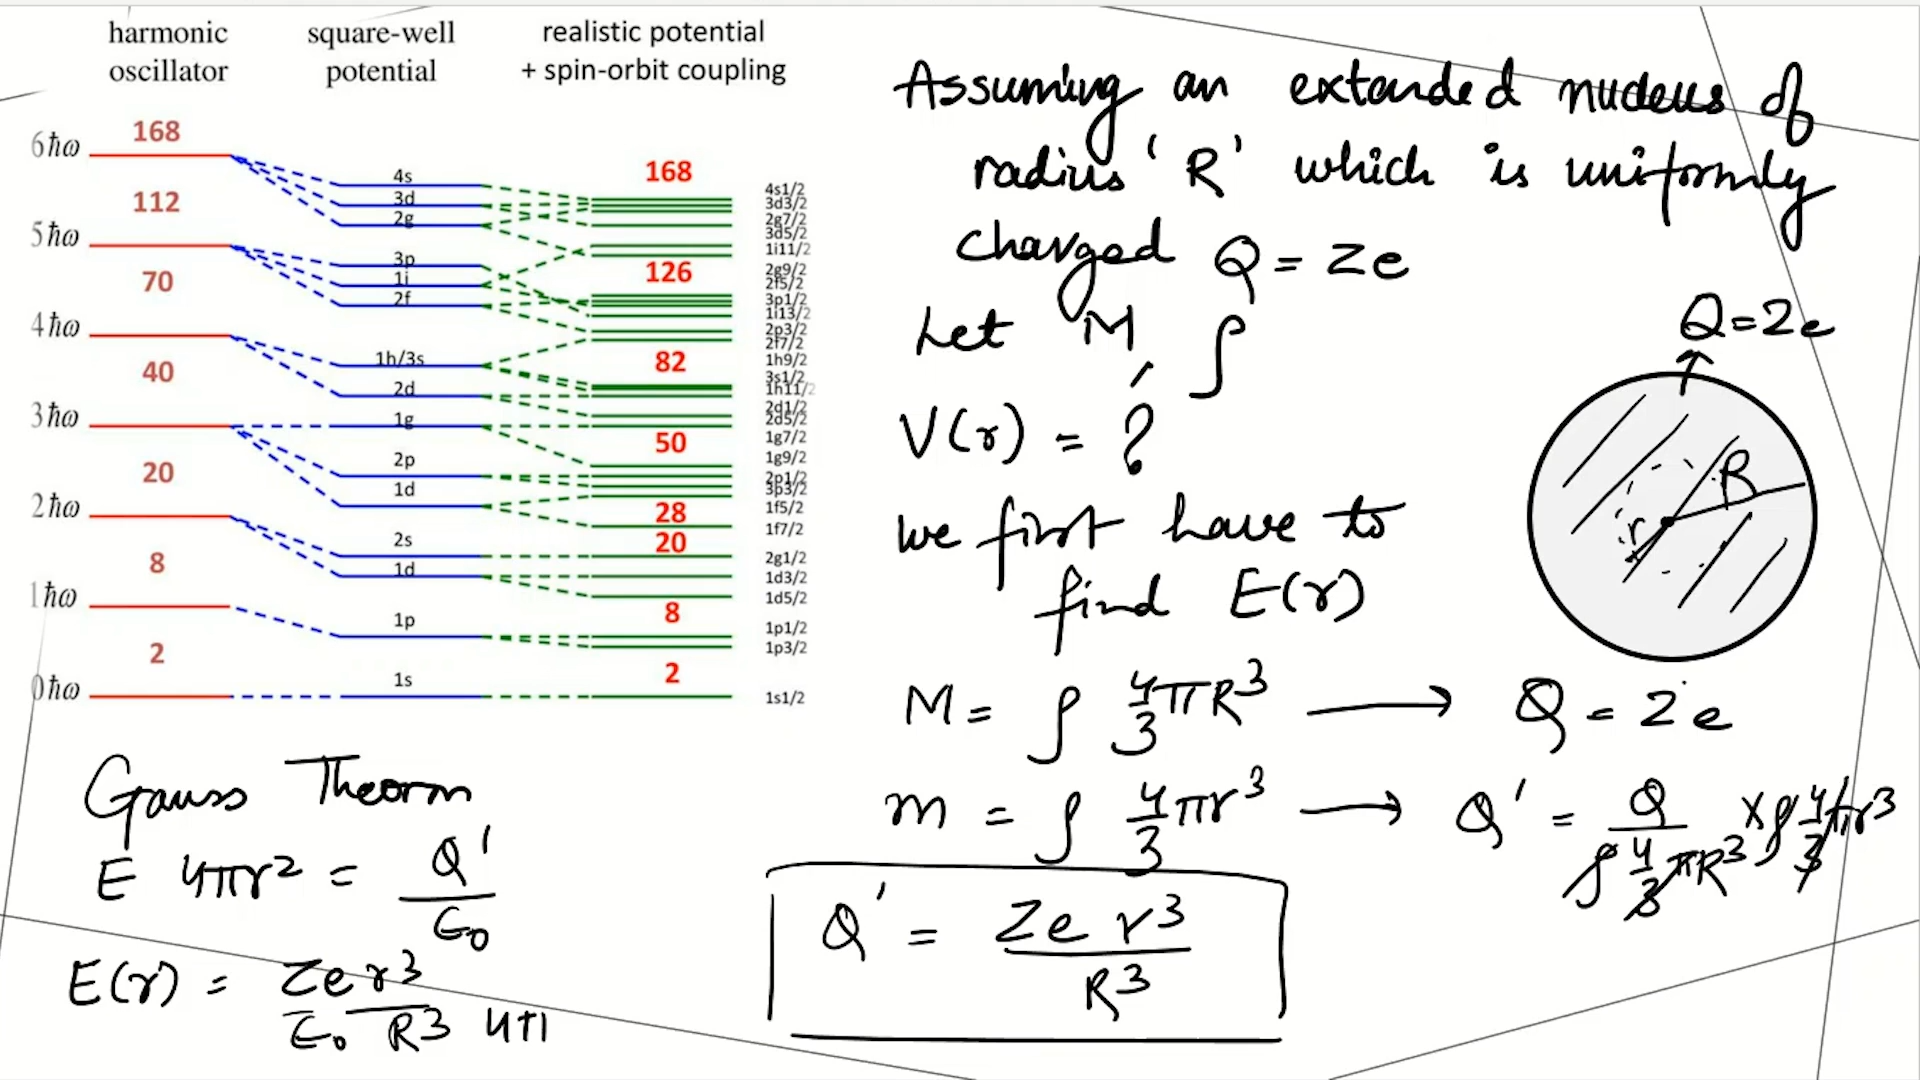 harmonic oscillator
square-well potential
realistic potential + spin-orbit coupling
6ħω
168
5ħω
112
4ħω
70
3ħω
40
2ħω
20
1ħω
8
0ħω
2
4s
3d
2g
3p
1i
2f
1h/3s
2d
1g
2p
1d
2s
1d
1p
1s
168
126
82
50
28
20
8
2
4s1/2
3d3/2
2g7/2
3d5/2
1i11/2
2g9/2
2f5/2
3p1/2
1i13/2
2p3/2
2f7/2
1h9/2
3s1/2
1h11/2
2d1/2
2d5/2
1g7/2
1g9/2
2p1/2
3p3/2
1f5/2
1f7/2
2g1/2
1d3/2
1d5/2
1p1/2
1p3/2
1s1/2
Assuming an extanded nucleus of
radius 'R' which is uniformly
charged Q = Ze
Let M, ρ
V(r) = ?
we first have to
find E(r)
Q = Ze
R
r
M = ρ 4/3 πR³ ⟶ Q = Ze
m = ρ 4/3 πr³ ⟶ Q' = Q / ρ 4/3 πR³ × ρ 4/3 πr³
Q' = Ze r³ / R³
Gauss Theorm
E 4πr² = Q' / ε₀
E(r) = Ze r³ / ε₀ R³ 4π